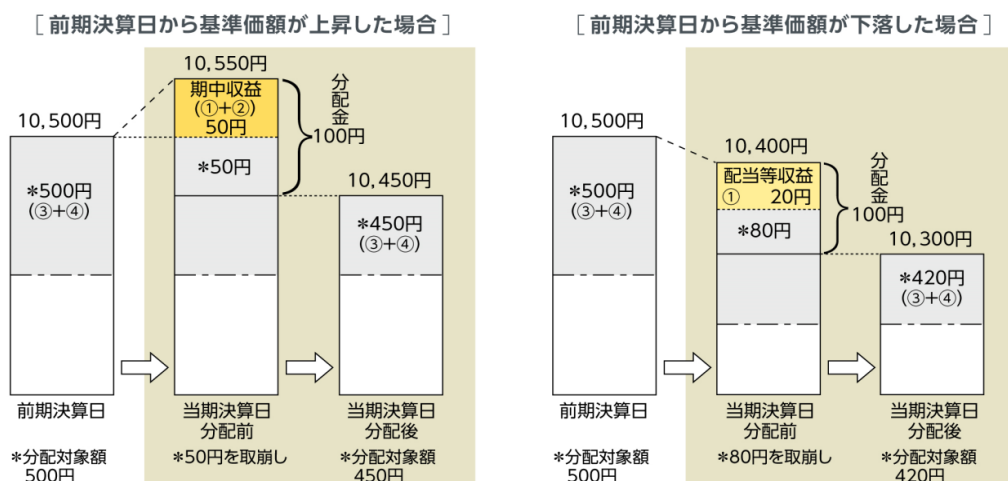 [前期決算日から基準価額が上昇した場合]
10,500円
*500円
(③+④)
前期決算日
*分配対象額
500円
10,550円
期中収益
(①+②)
50円
*50円
分配金
100円
当期決算日
分配前
*50円を取崩し
10,450円
*450円
(③+④)
当期決算日
分配後
*分配対象額
450円
[前期決算日から基準価額が下落した場合]
10,500円
*500円
(③+④)
前期決算日
*分配対象額
500円
10,400円
配当等収益
① 20円
*80円
分配金
100円
当期決算日
分配前
*80円を取崩し
10,300円
*420円
(③+④)
当期決算日
分配後
*分配対象額
420円